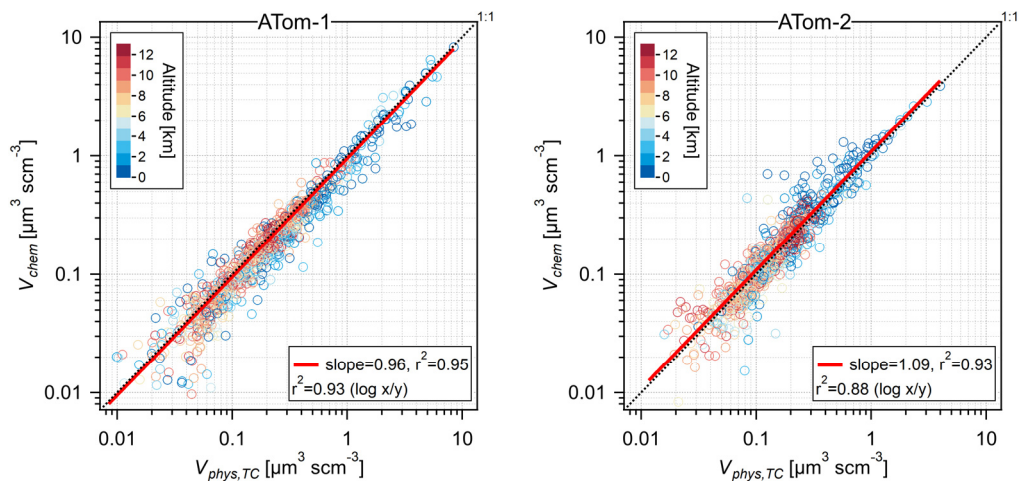 ATom-1
1:1
10
1
0.1
0.01
V_chem [µm³ scm⁻³]
12
10
8
6
4
2
0
Altitude [km]
slope=0.96, r²=0.95
r²=0.93 (log x/y)
0.01 0.1 1 10
V_phys,TC [µm³ scm⁻³]
ATom-2
1:1
10
1
0.1
0.01
V_chem [µm³ scm⁻³]
12
10
8
6
4
2
0
Altitude [km]
slope=1.09, r²=0.93
r²=0.88 (log x/y)
0.01 0.1 1 10
V_phys,TC [µm³ scm⁻³]